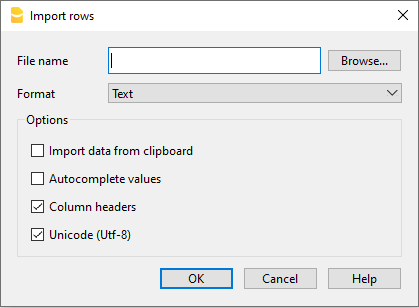 Import rows
File name
Browse...
Format
Text
Options
Import data from clipboard
Autocomplete values
Column headers
Unicode (Utf-8)
OK
Cancel
Help